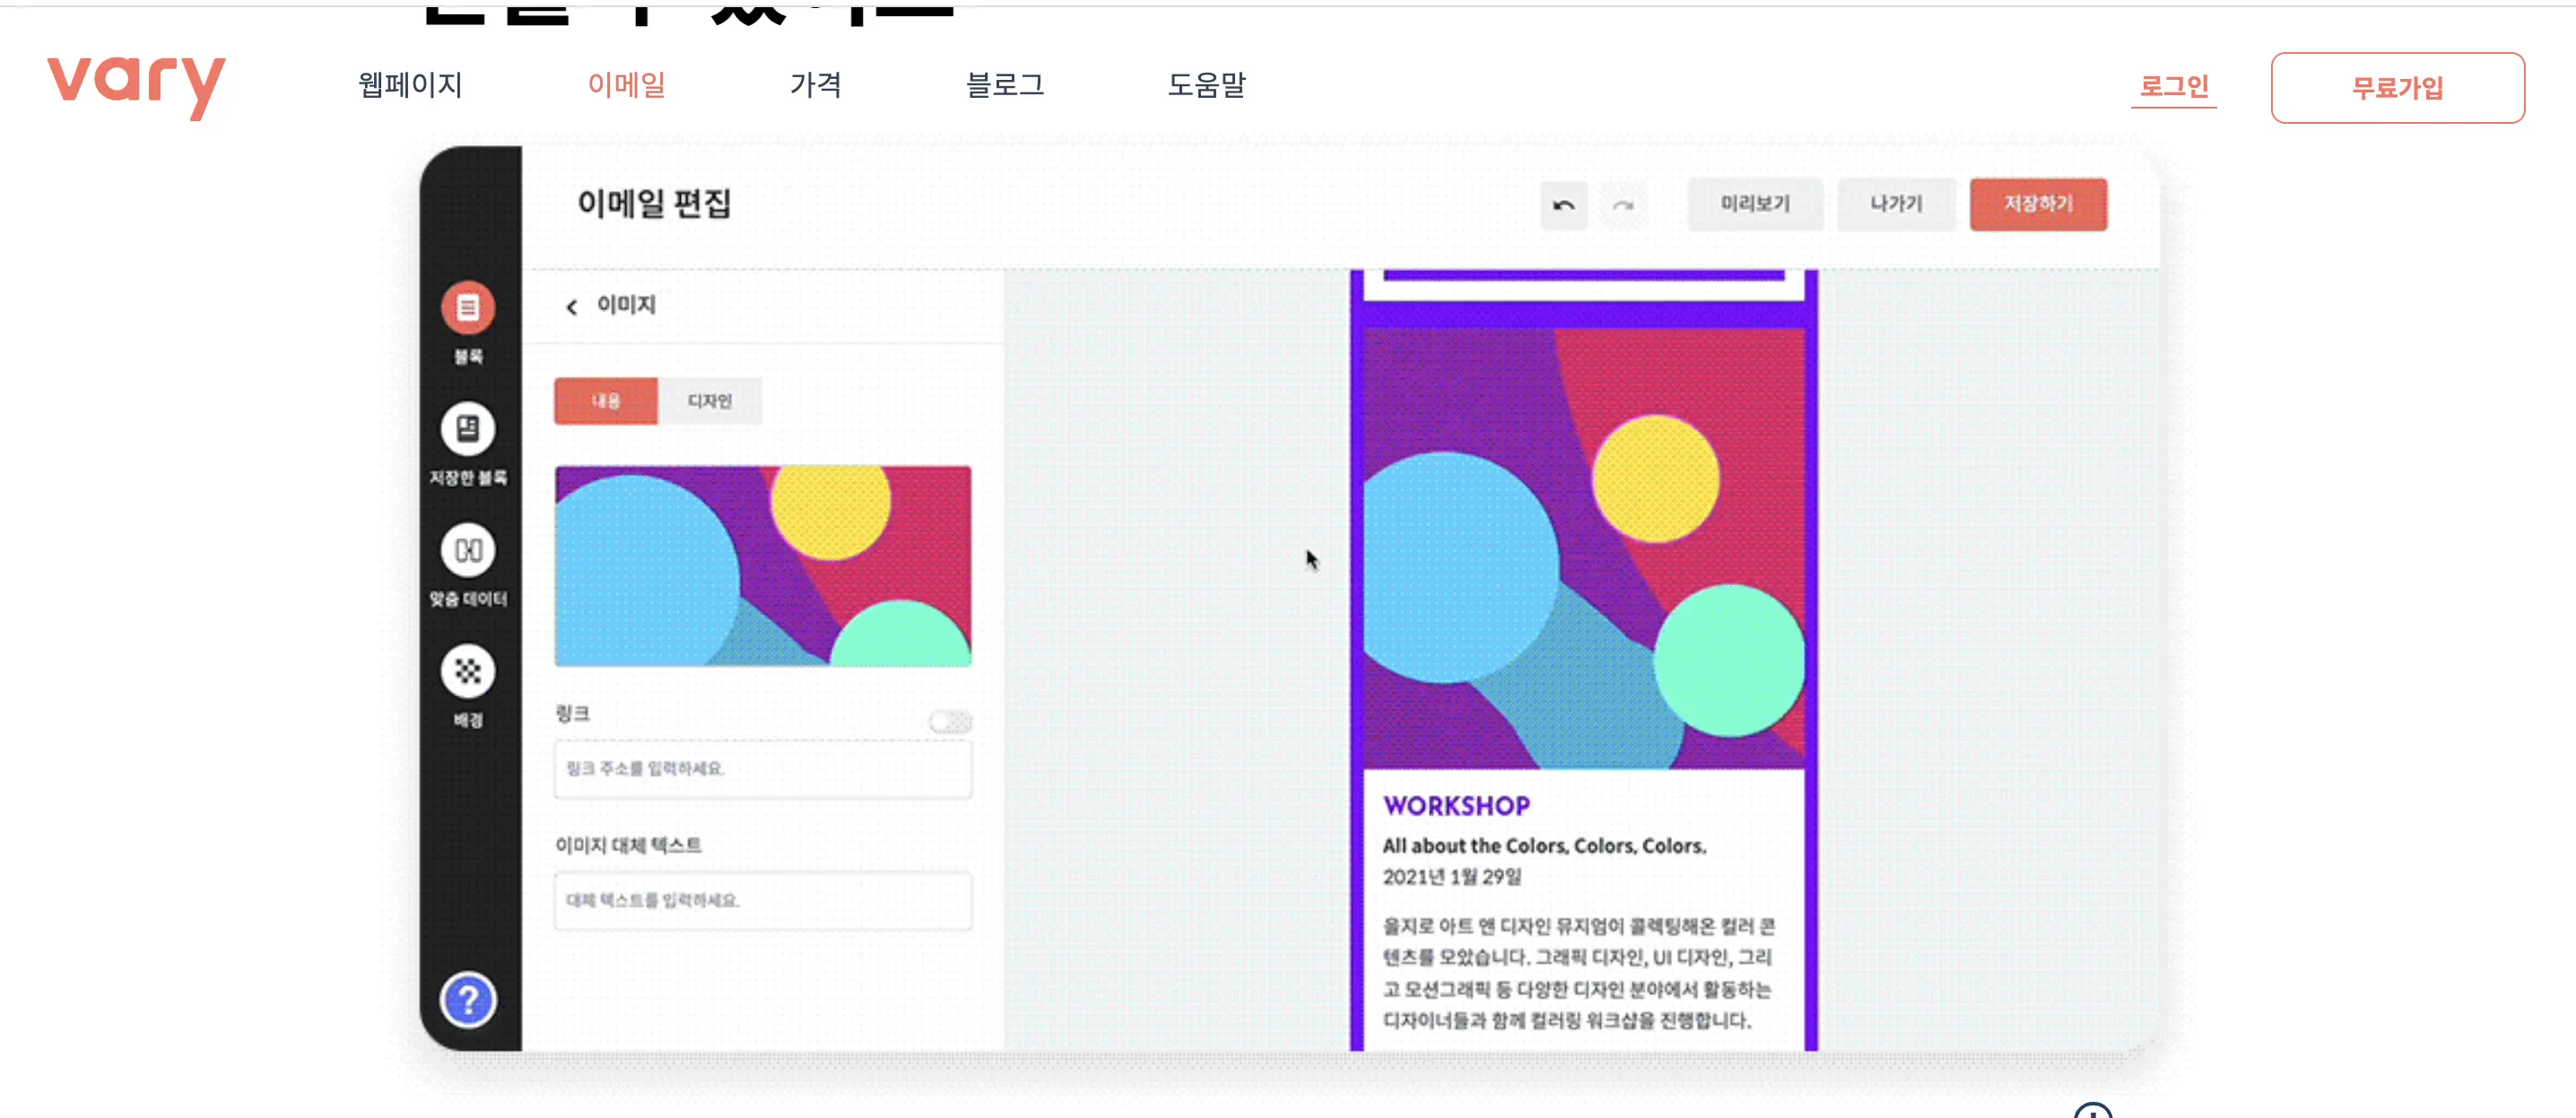 vary
웹페이지
이메일
가격
블로그
도움말
로그인
무료가입
이메일 편집
미리보기
나가기
저장하기
블록
저장한 블록
맞춤 데이터
배경
?
이미지
내용
디자인
링크
링크 주소를 입력하세요.
이미지 대체 텍스트
대체 텍스트를 입력하세요.
WORKSHOP
All about the Colors, Colors, Colors.
2021년 1월 29일
을지로 아트 앤 디자인 뮤지엄이 콜렉팅해온 컬러 콘
텐츠를 모았습니다. 그래픽 디자인, UI 디자인, 그리
고 모션그래픽 등 다양한 디자인 분야에서 활동하는
디자이너들과 함께 컬러링 워크샵을 진행합니다.